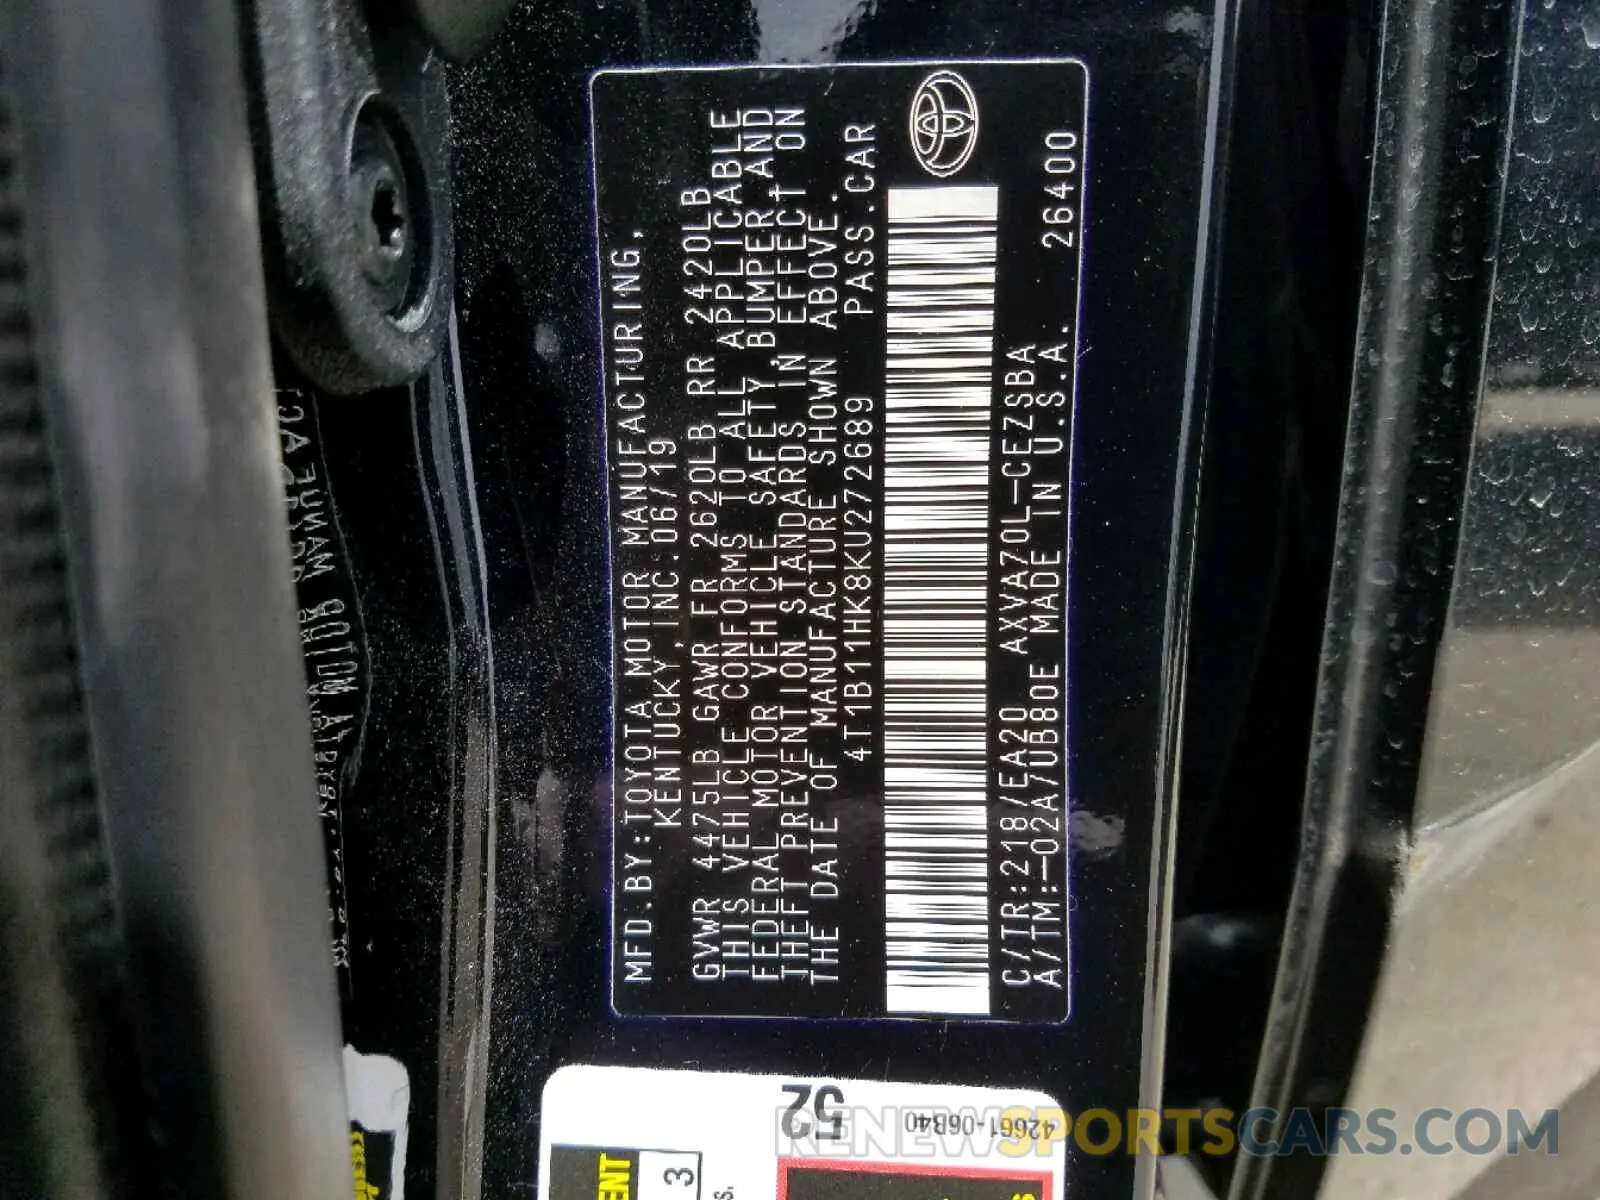 MFD.BY:TOYOTA MOTOR MANUFACTURING,
KENTUCKY, INC.06/19
GVWR 4475LB GAWR FR 2620LB RR 2420LB
THIS VEHICLE CONFORMS TO ALL APPLICABLE
FEDERAL MOTOR VEHICLE SAFETY,BUMPER,AND
THEFT PREVENTION STANDARDS IN EFFECT ON
THE DATE OF MANUFACTURE SHOWN ABOVE.
4T1B11HK8KU272689 PASS.CAR
C/TR:218/EA20 AXVA70L-CEZSBA
A/TM:-02A/UB80E MADE IN U.S.A. 26400
52
42661-06B40
3
RENEWSPORTSCARS.COM